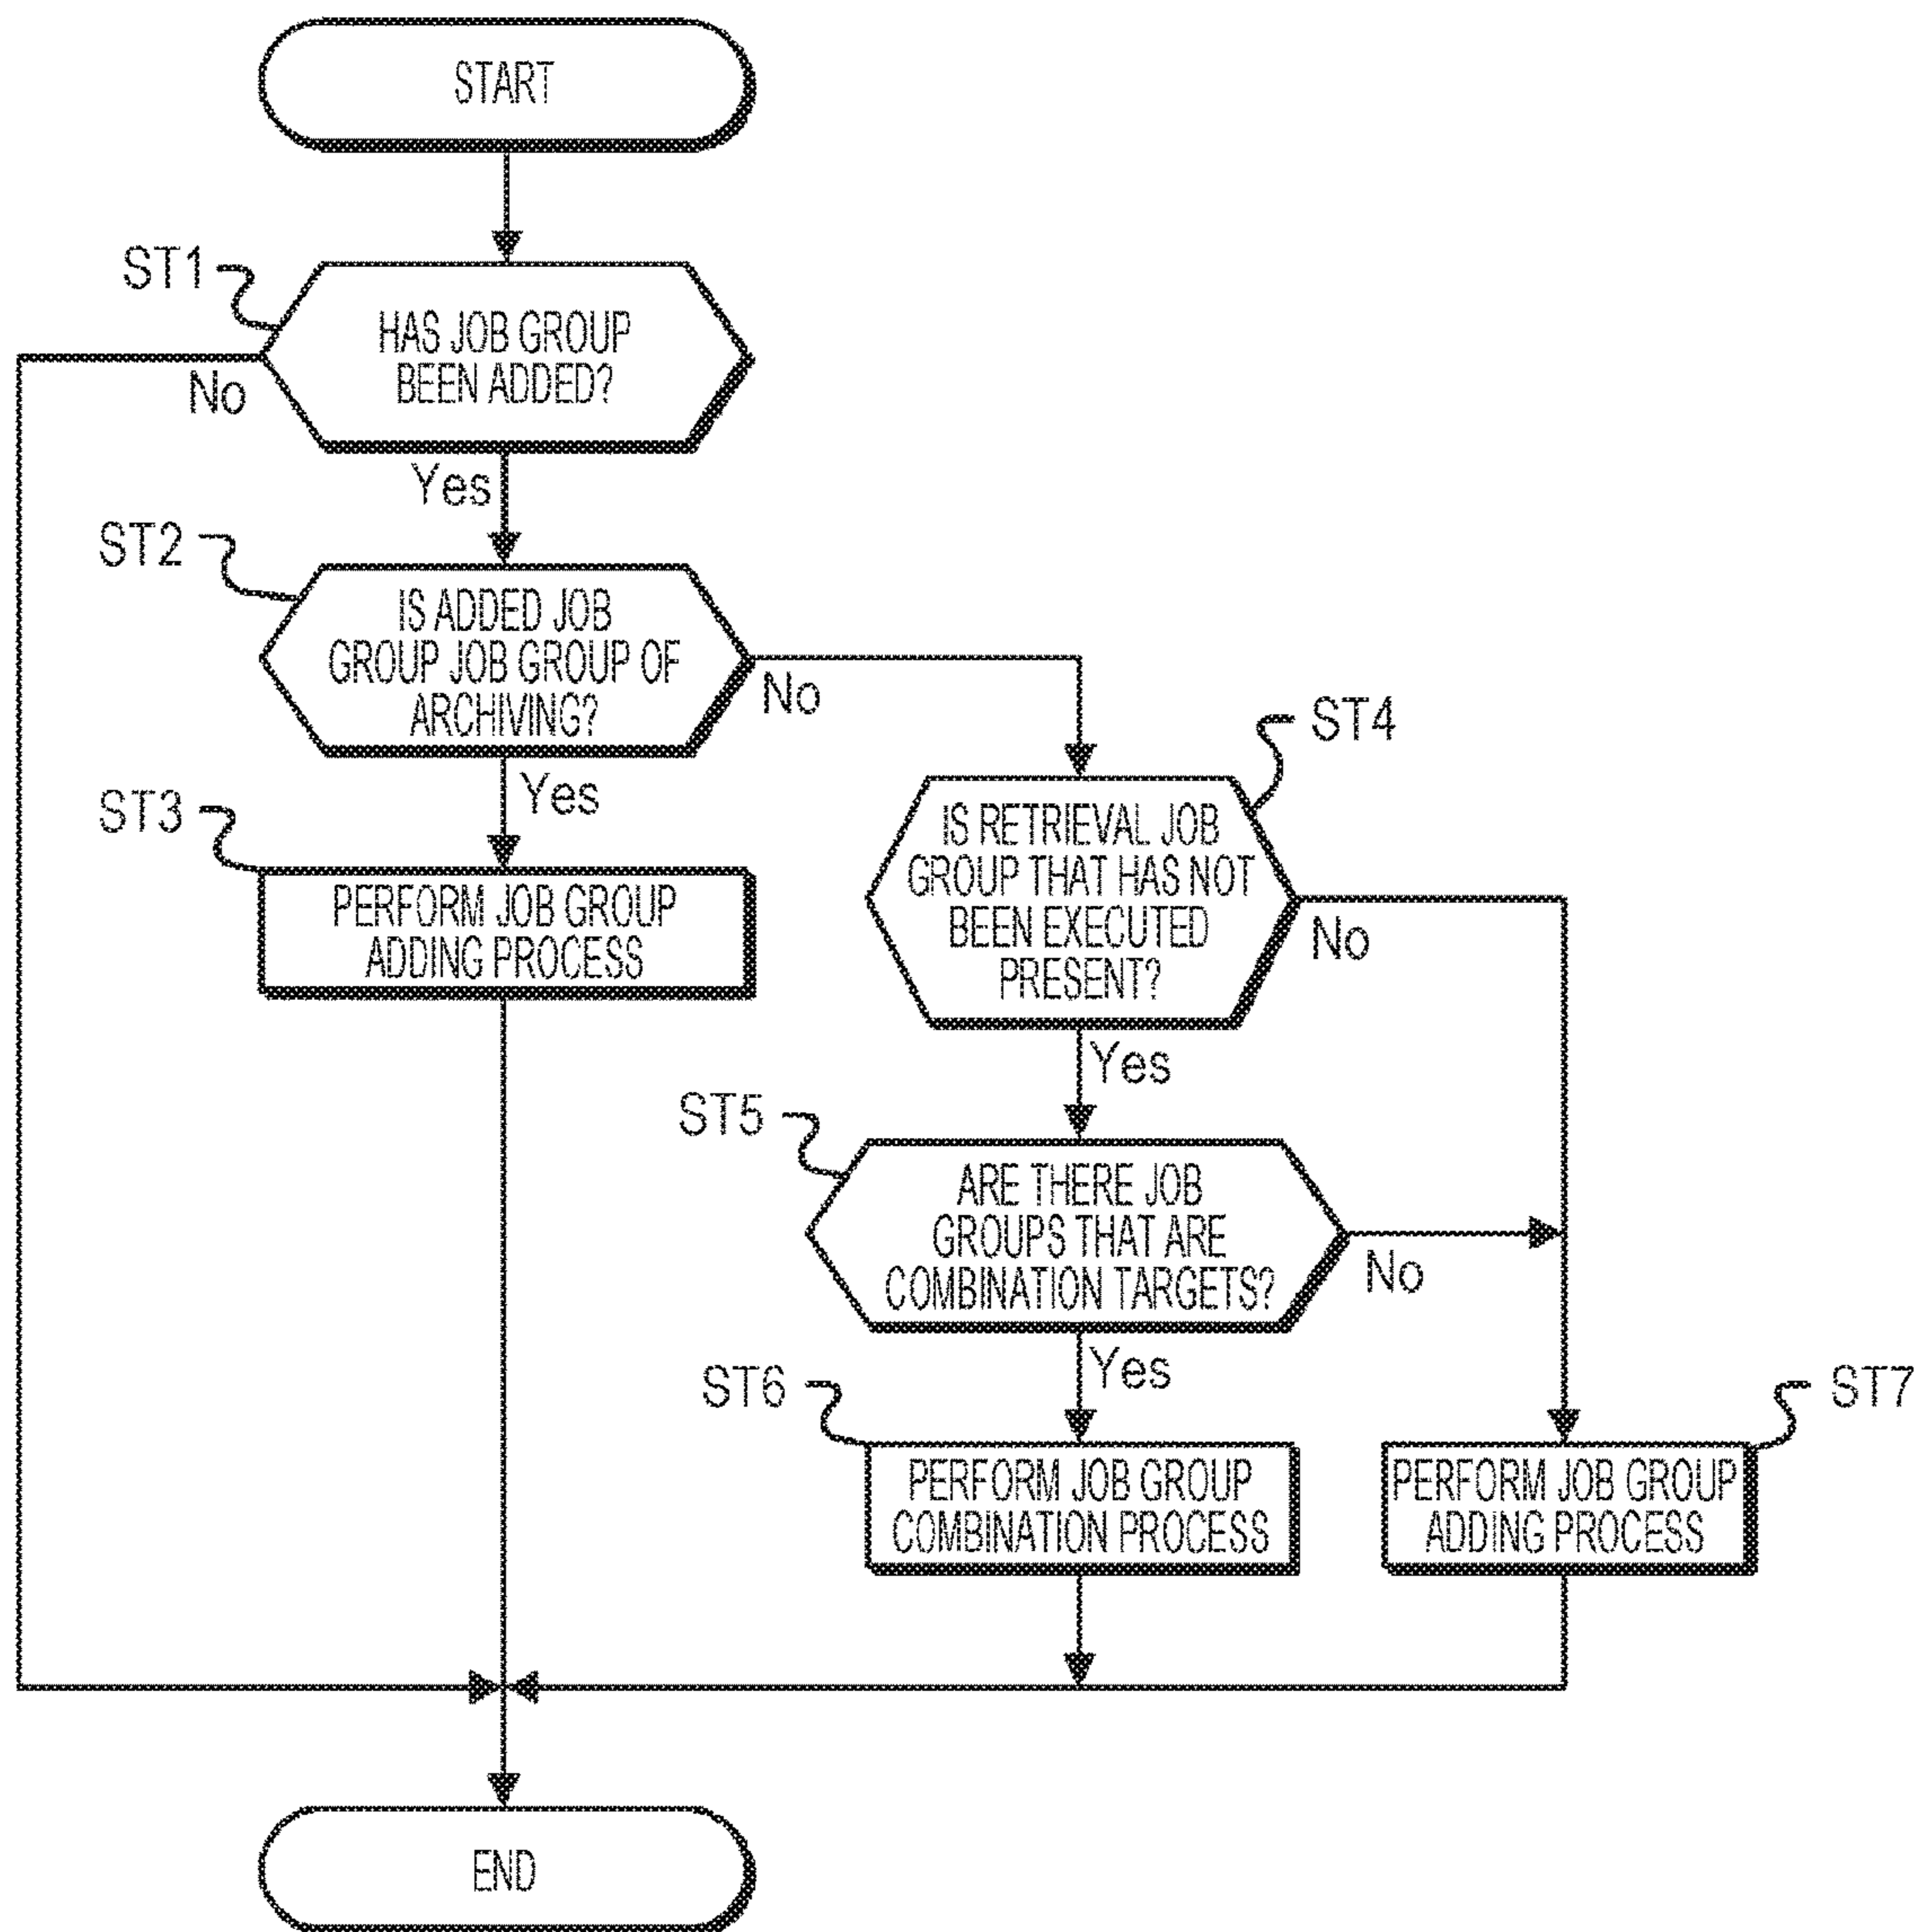 START
ST1
HAS JOB GROUP
BEEN ADDED?
No
Yes
ST2
IS ADDED JOB
GROUP JOB GROUP OF
ARCHIVING?
No
Yes
ST3
PERFORM JOB GROUP
ADDING PROCESS
ST4
IS RETRIEVAL JOB
GROUP THAT HAS NOT
BEEN EXECUTED
PRESENT?
No
Yes
ST5
ARE THERE JOB
GROUPS THAT ARE
COMBINATION TARGETS?
No
Yes
ST6
PERFORM JOB GROUP
COMBINATION PROCESS
ST7
PERFORM JOB GROUP
ADDING PROCESS
END